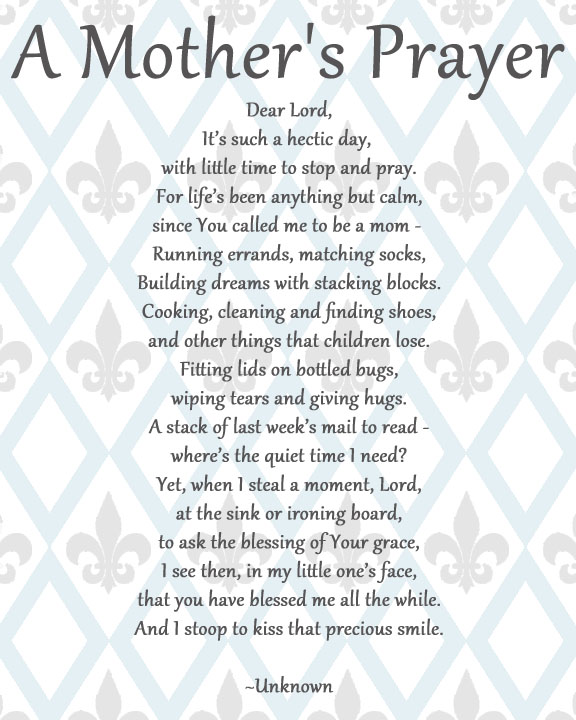 A Mother's Prayer
Dear Lord,
It's such a hectic day,
with little time to stop and pray.
For life's been anything but calm,
since You called me to be a mom -
Running errands, matching socks,
Building dreams with stacking blocks.
Cooking, cleaning and finding shoes,
and other things that children lose.
Fitting lids on bottled bugs,
wiping tears and giving hugs.
A stack of last week's mail to read -
where's the quiet time I need?
Yet, when I steal a moment, Lord,
at the sink or ironing board,
to ask the blessing of Your grace,
I see then, in my little one's face,
that you have blessed me all the while.
And I stoop to kiss that precious smile.
~Unknown